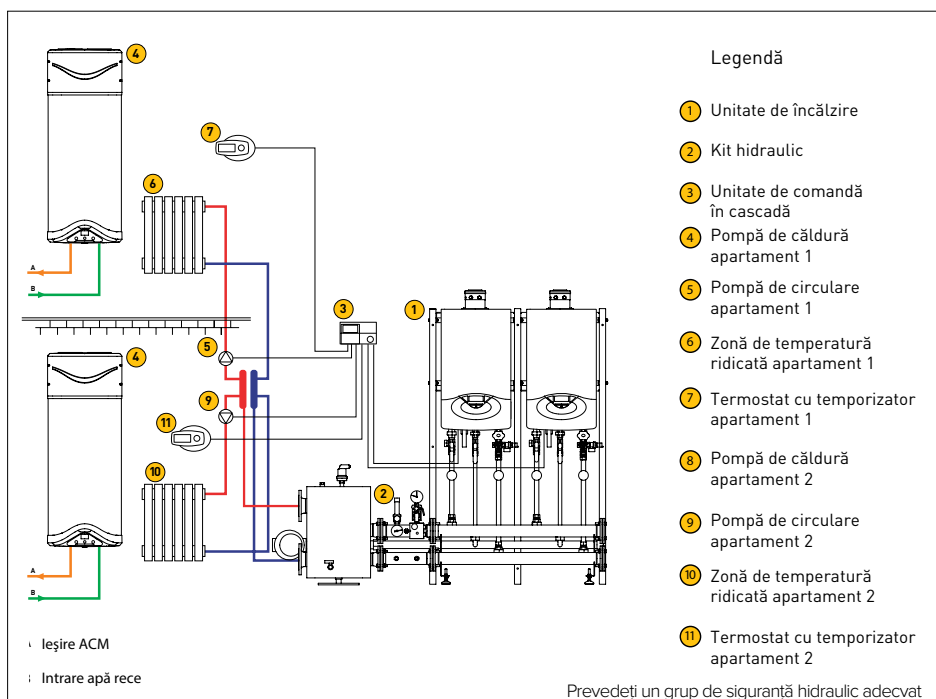 Legendă
1 Unitate de încălzire
2 Kit hidraulic
3 Unitate de comandă
în cascadă
4 Pompă de căldură
apartament 1
5 Pompă de circulare
apartament 1
6 Zonă de temperatură
ridicată apartament 1
7 Termostat cu temporizator
apartament 1
8 Pompă de căldură
apartament 2
9 Pompă de circulare
apartament 2
10 Zonă de temperatură
ridicată apartament 2
11 Termostat cu temporizator
apartament 2
4
7
6
A
B
3
1
5
4
9
11
10
2
A
B
Ieșire ACM
Intrare apă rece
Prevedeți un grup de siguranță hidraulic adecvat